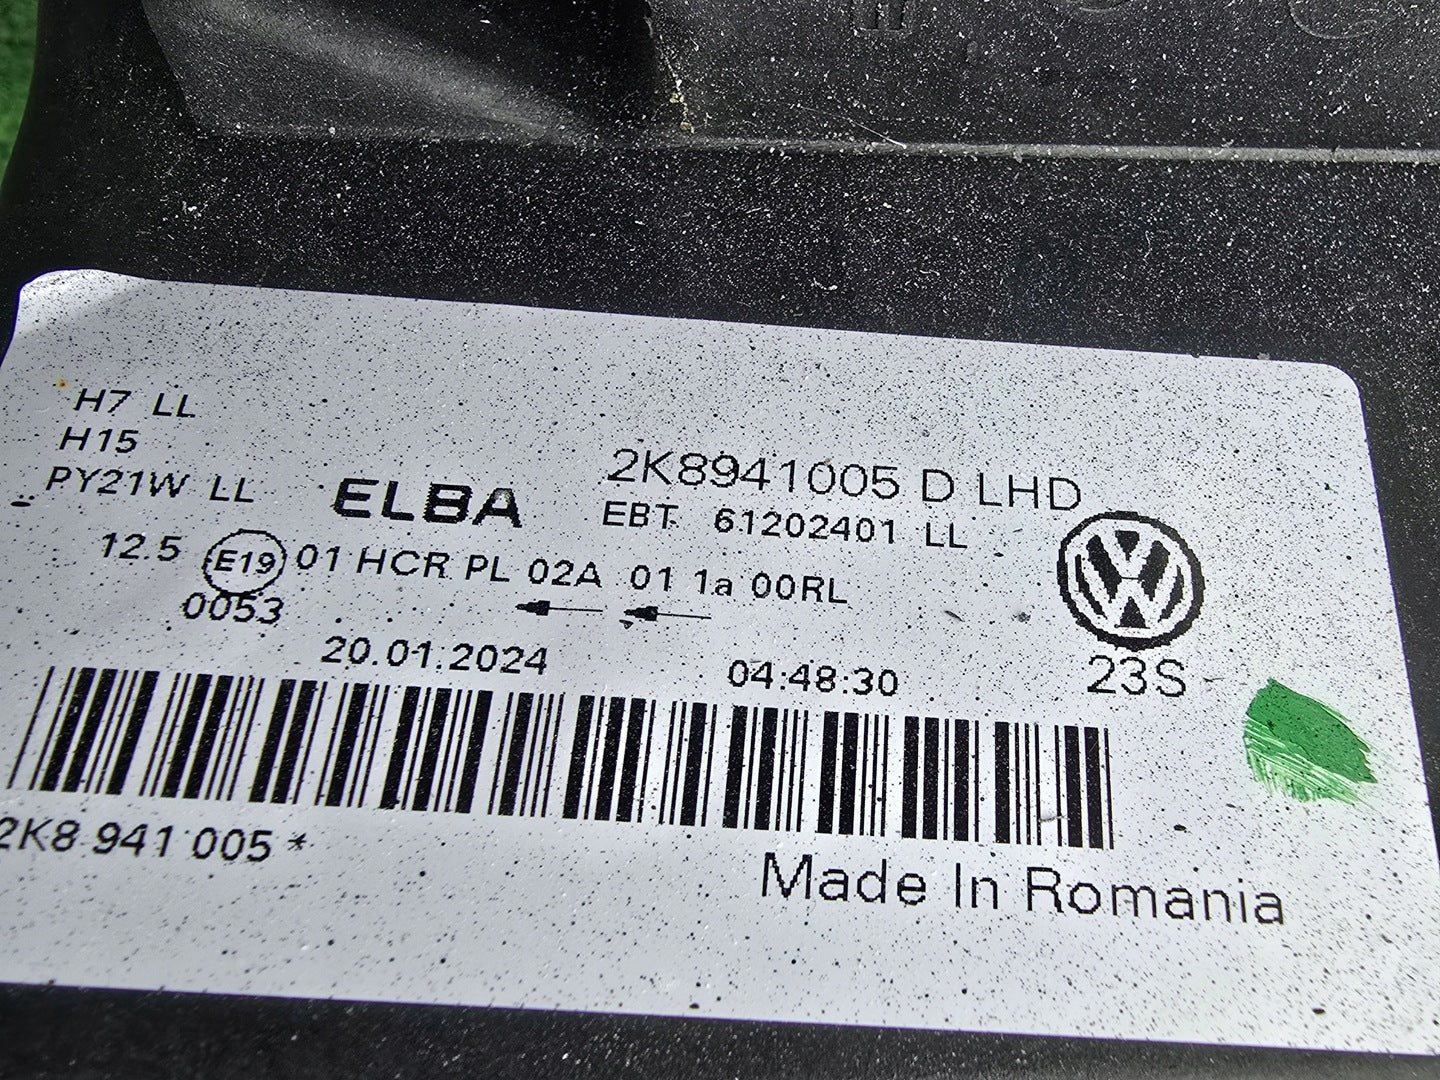 H7 LL
H15
PY21W LL
ELBA
2K8941005 D LHD
EBT. 61202401 LL
12.5 E19 01 HCR PL 02A 01 1a 00RL
0053
20.01.2024 04:48:30
23S
2K8 941 005 *
Made In Romania